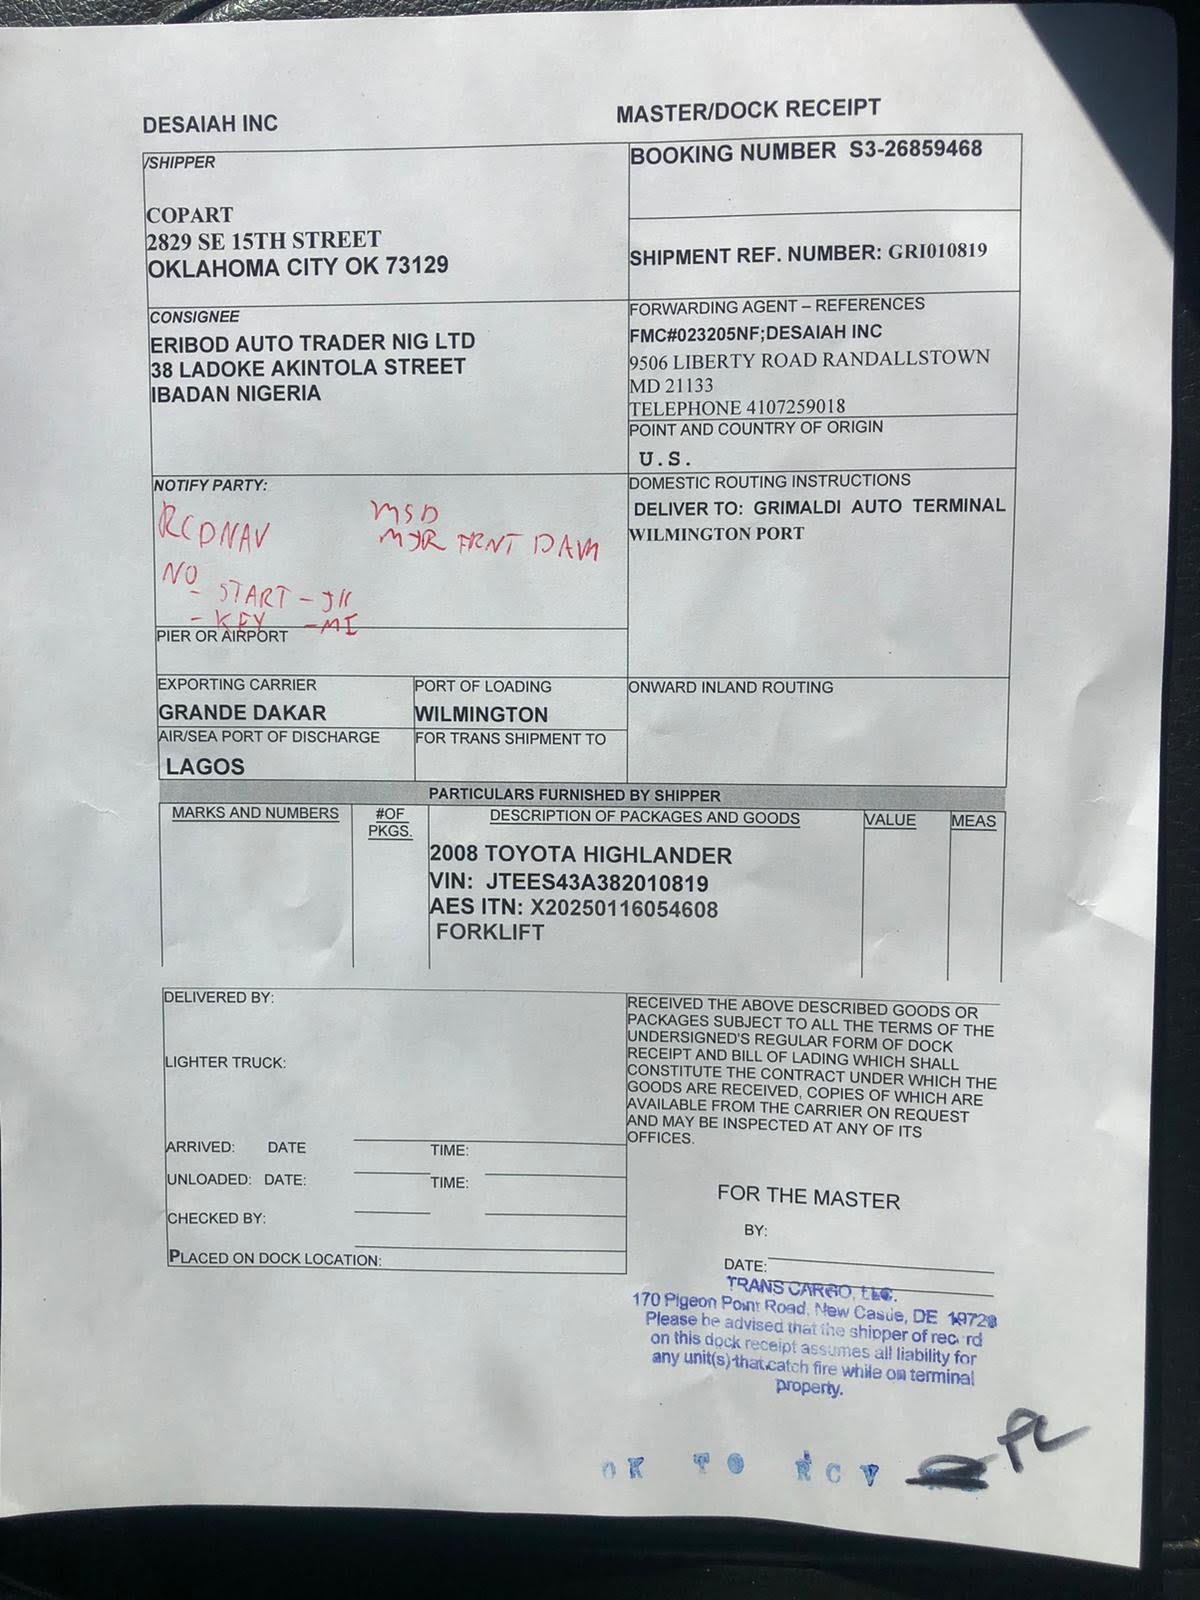 DESAIAH INC
MASTER/DOCK RECEIPT
/SHIPPER
COPART
2829 SE 15TH STREET
OKLAHOMA CITY OK 73129
BOOKING NUMBER S3-26859468
SHIPMENT REF. NUMBER: GRI010819
CONSIGNEE
ERIBOD AUTO TRADER NIG LTD
38 LADOKE AKINTOLA STREET
IBADAN NIGERIA
FORWARDING AGENT – REFERENCES
FMC#023205NF;DESAIAH INC
9506 LIBERTY ROAD RANDALLSTOWN
MD 21133
TELEPHONE 4107259018
POINT AND COUNTRY OF ORIGIN
U.S.
NOTIFY PARTY:
RCDNAV
MSD
MJR FRNT DAM
NO
- START -
- KEY - MI
DOMESTIC ROUTING INSTRUCTIONS
DELIVER TO: GRIMALDI AUTO TERMINAL
WILMINGTON PORT
PIER OR AIRPORT
EXPORTING CARRIER
GRANDE DAKAR
PORT OF LOADING
WILMINGTON
ONWARD INLAND ROUTING
AIR/SEA PORT OF DISCHARGE
LAGOS
FOR TRANS SHIPMENT TO
PARTICULARS FURNISHED BY SHIPPER
MARKS AND NUMBERS
#OF
PKGS.
DESCRIPTION OF PACKAGES AND GOODS
VALUE
MEAS
2008 TOYOTA HIGHLANDER
VIN: JTEES43A382010819
AES ITN: X20250116054608
FORKLIFT
DELIVERED BY:
LIGHTER TRUCK:
ARRIVED: DATE TIME:
UNLOADED: DATE: TIME:
CHECKED BY:
PLACED ON DOCK LOCATION:
RECEIVED THE ABOVE DESCRIBED GOODS OR
PACKAGES SUBJECT TO ALL THE TERMS OF THE
UNDERSIGNED'S REGULAR FORM OF DOCK
RECEIPT AND BILL OF LADING WHICH SHALL
CONSTITUTE THE CONTRACT UNDER WHICH THE
GOODS ARE RECEIVED, COPIES OF WHICH ARE
AVAILABLE FROM THE CARRIER ON REQUEST
AND MAY BE INSPECTED AT ANY OF ITS
OFFICES.
FOR THE MASTER
BY:
DATE:
TRANS CARGO, LLC.
170 Pigeon Point Road, New Castle, DE 19720
Please be advised that the shipper of record
on this dock receipt assumes all liability for
any unit(s) that catch fire while on terminal
property.
OK TO RCV